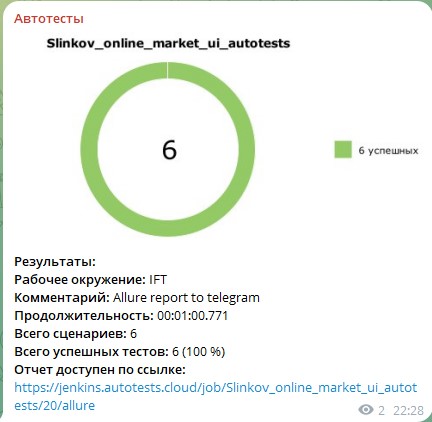 Автотесты
Slinkov_online_market_ui_autotests
6
6 успешных
Результаты:
Рабочее окружение: IFT
Комментарий: Allure report to telegram
Продолжительность: 00:01:00.771
Всего сценариев: 6
Всего успешных тестов: 6 (100 %)
Отчет доступен по ссылке:
https://jenkins.autotests.cloud/job/Slinkov_online_market_ui_autot
ests/20/allure
2 22:28